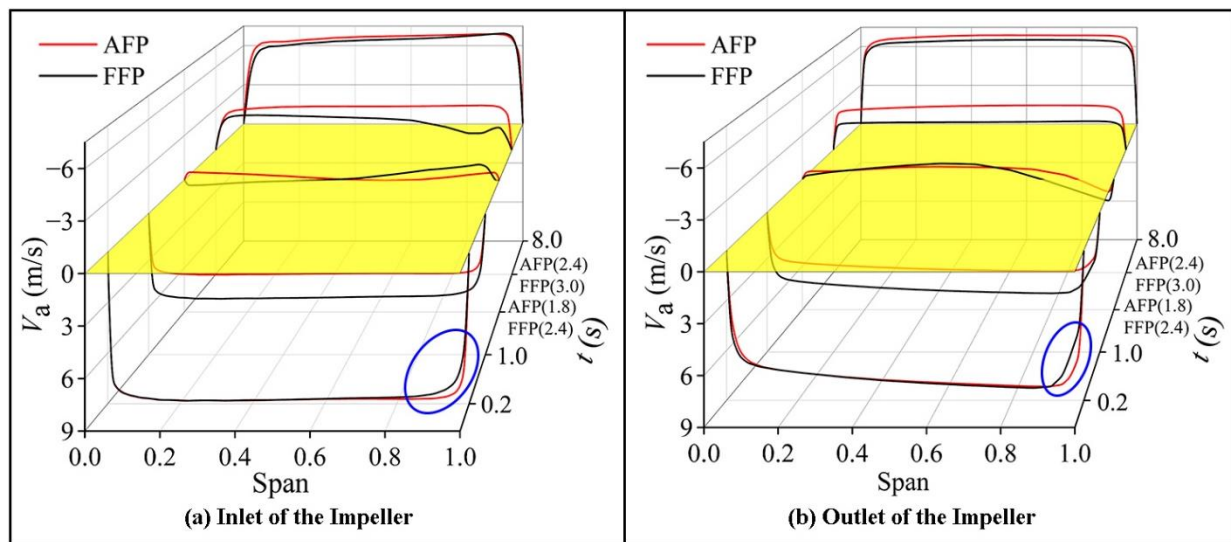 AFP
FFP
−6
−3
0
3
6
9
Va (m/s)
0.0
0.2
0.4
0.6
0.8
1.0
Span
8.0
AFP(2.4)
FFP(3.0)
AFP(1.8)
FFP(2.4)
1.0
0.2
t (s)
(a) Inlet of the Impeller
AFP
FFP
−6
−3
0
3
6
9
Va (m/s)
0.0
0.2
0.4
0.6
0.8
1.0
Span
8.0
AFP(2.4)
FFP(3.0)
AFP(1.8)
FFP(2.4)
1.0
0.2
t (s)
(b) Outlet of the Impeller